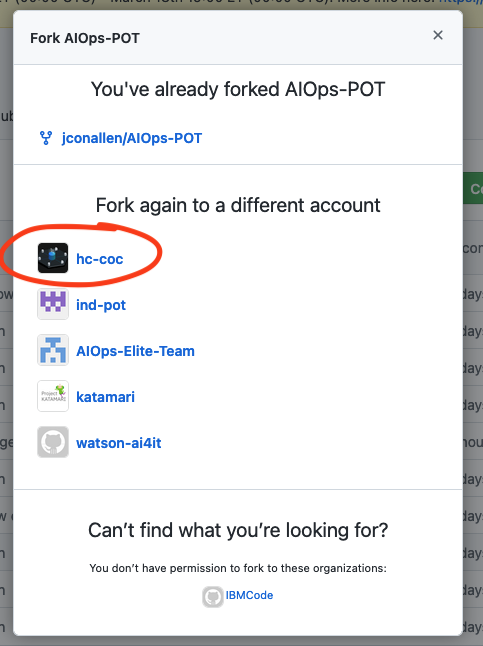 Fork AIOps-POT
You've already forked AIOps-POT
jconallen/AIOps-POT
Fork again to a different account
hc-coc
ind-pot
AIOps-Elite-Team
Project
KATAMARI
katamari
watson-ai4it
Can't find what you're looking for?
You don't have permission to fork to these organizations:
IBMCode